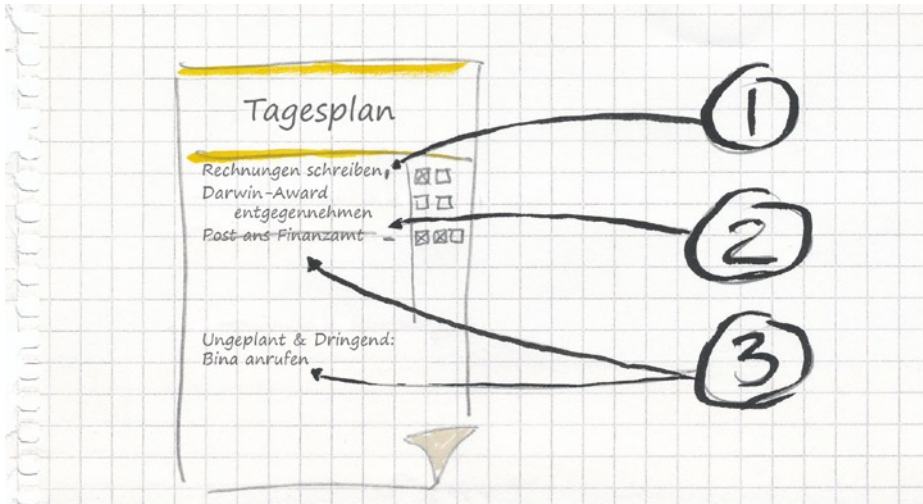 Tagesplan
1
Rechnungen schreiben
Darwin-Award
entgegennehmen
2
Post ans Finanzamt
3
Ungeplant & Dringend:
Bina anrufen